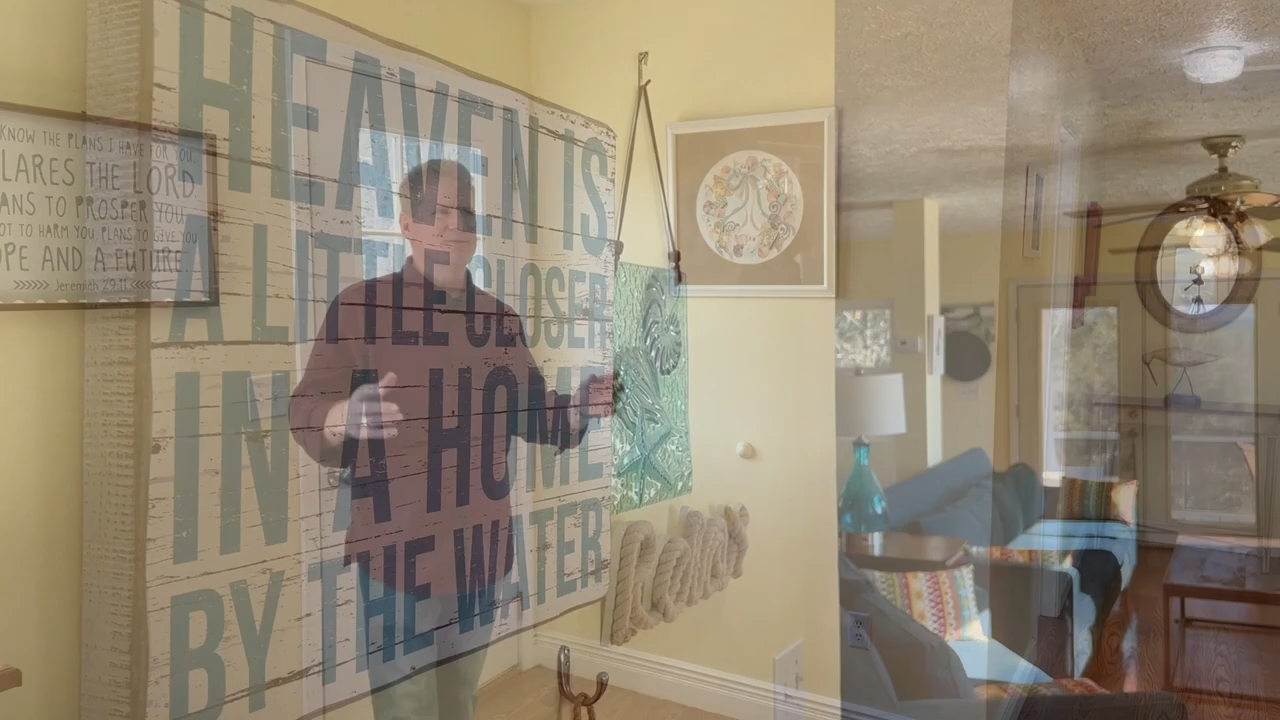 KNOW THE PLANS I HAVE FOR YOU
LARES THE LORD
ANS TO PROSPER YOU
OT TO HARM YOU, PLANS TO GIVE YOU
OPE AND A FUTURE.
Jeremiah 29:11
HEAVEN IS
A LITTLE CLOSER
IN A HOME
BY THE WATER